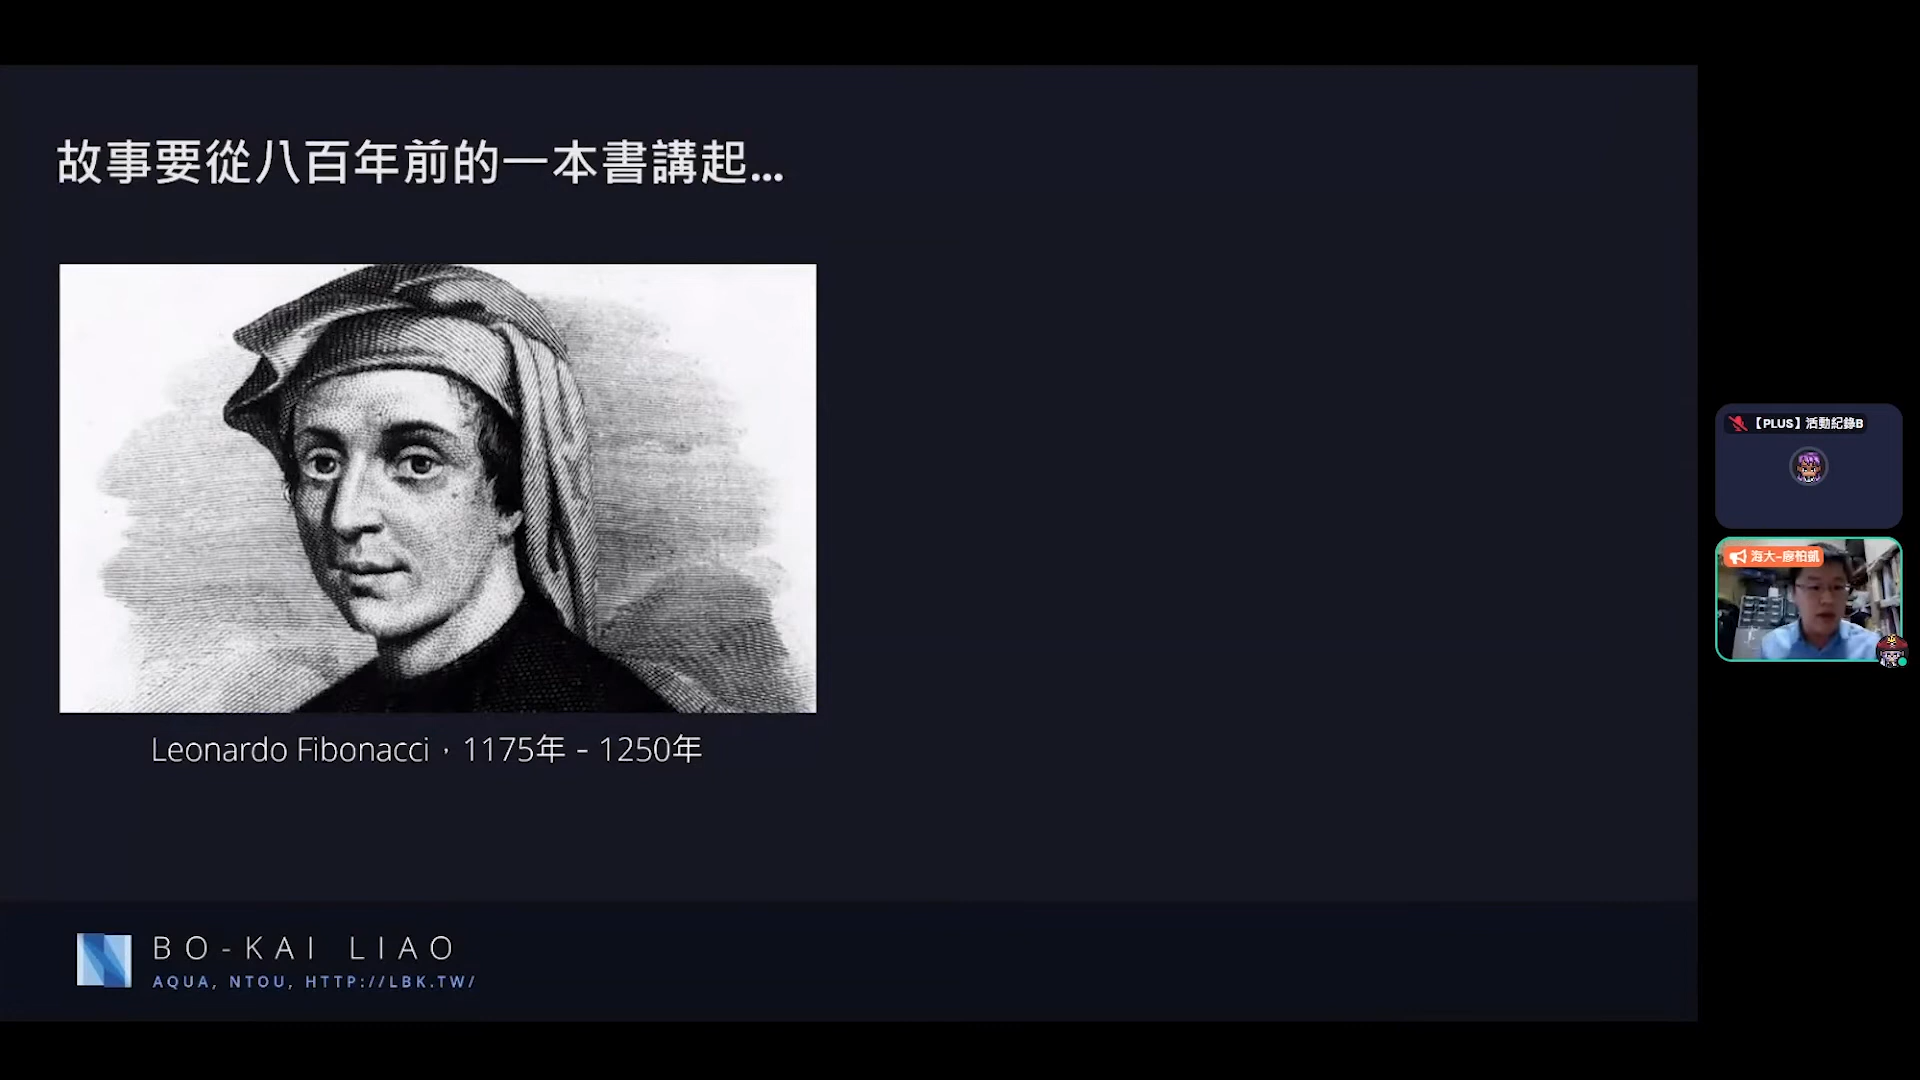 故事要從八百年前的一本書講起...
Leonardo Fibonacci，1175年 - 1250年
BO-KAI LIAO
AQUA, NTOU, HTTP://LBK.TW/
【PLUS】活動紀錄B
海大-廖柏凱